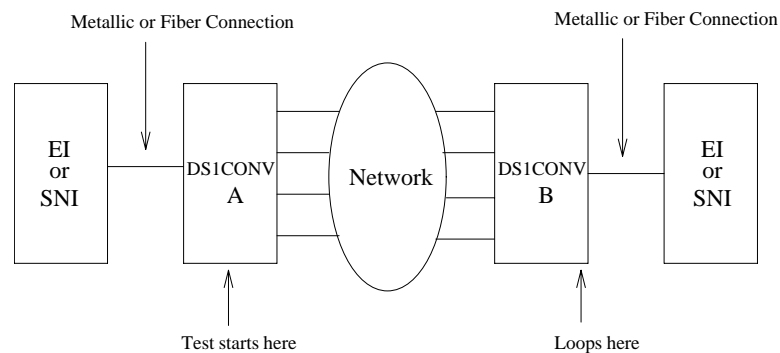 Metallic or Fiber Connection
Metallic or Fiber Connection
EI
or
SNI
DS1CONV
A
Network
DS1CONV
B
EI
or
SNI
Test starts here
Loops here